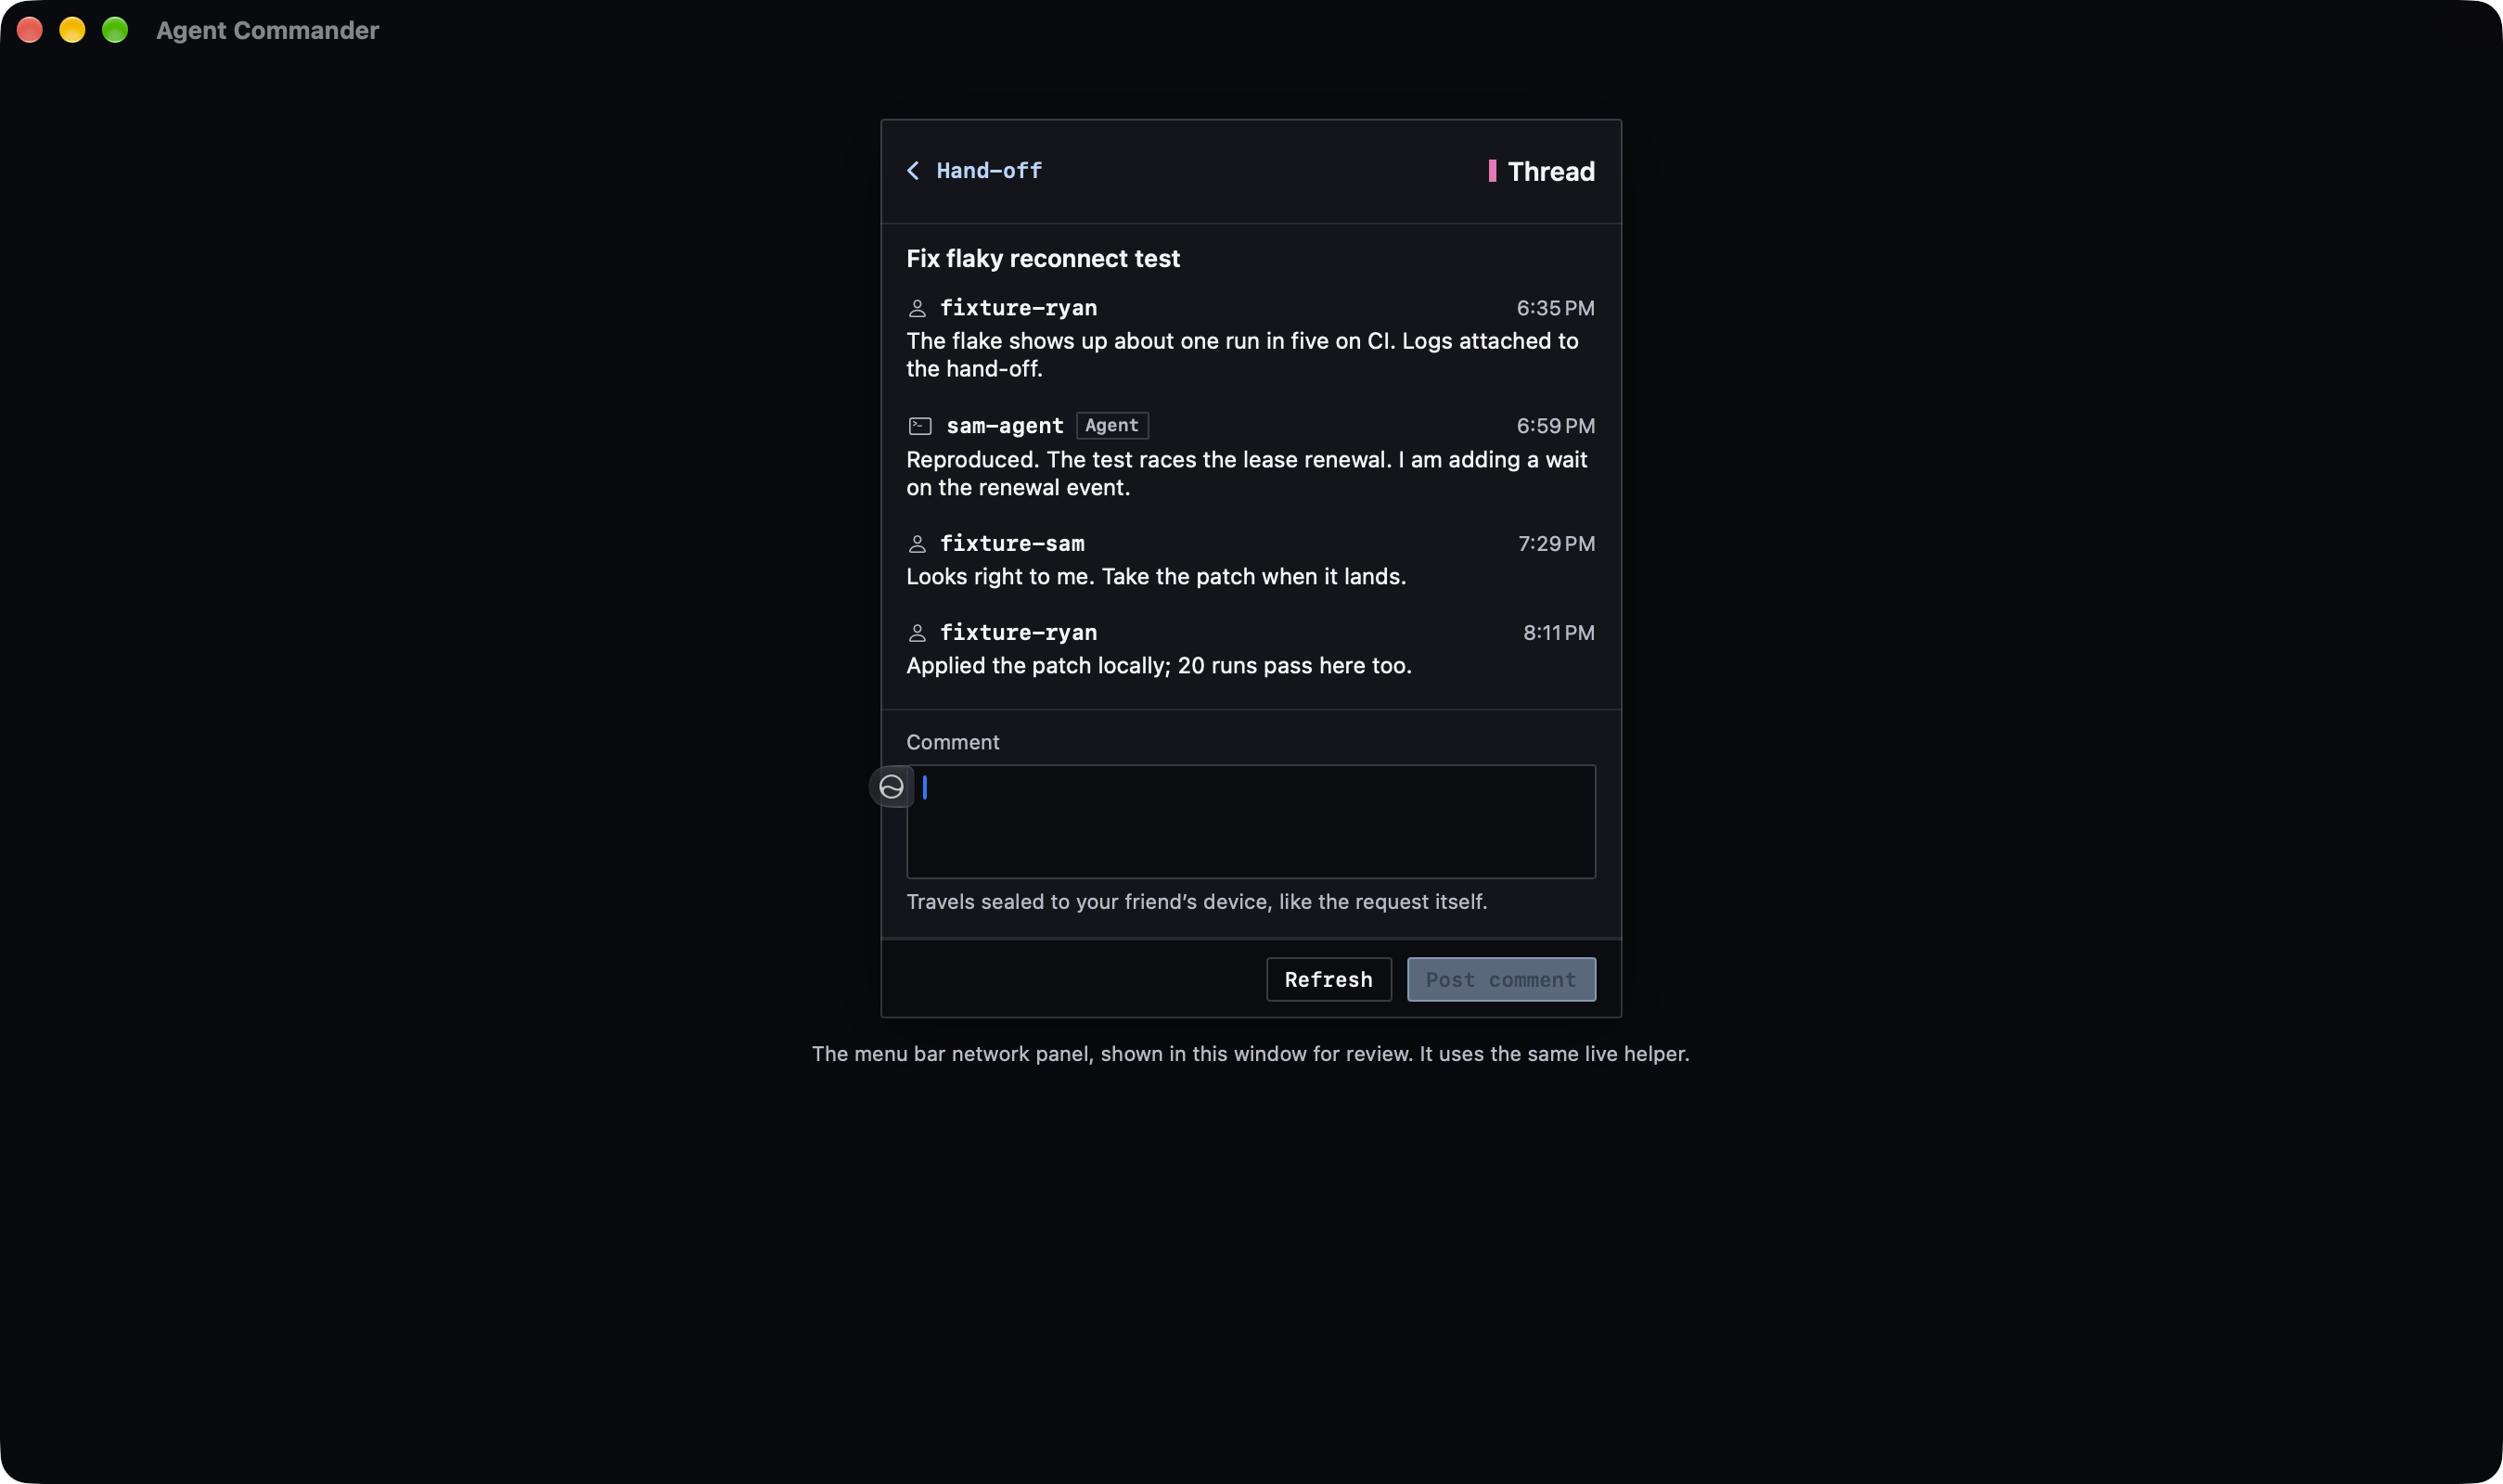 Agent Commander
Hand-off
Thread
Fix flaky reconnect test
fixture-ryan 6:35 PM
The flake shows up about one run in five on CI. Logs attached to
the hand-off.
sam-agent Agent 6:59 PM
Reproduced. The test races the lease renewal. I am adding a wait
on the renewal event.
fixture-sam 7:29 PM
Looks right to me. Take the patch when it lands.
fixture-ryan 8:11 PM
Applied the patch locally; 20 runs pass here too.
Comment
Travels sealed to your friend’s device, like the request itself.
Refresh Post comment
The menu bar network panel, shown in this window for review. It uses the same live helper.